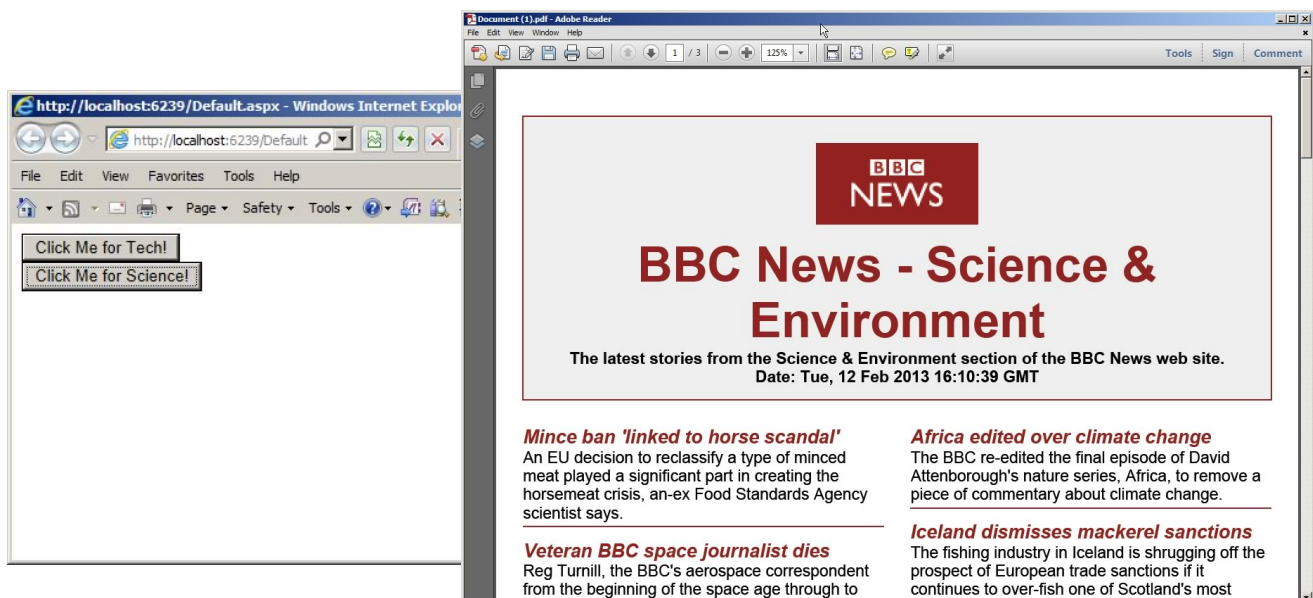 http://localhost:6239/Default.aspx - Windows Internet Explor
http://localhost:6239/Default
File Edit View Favorites Tools Help
Page Safety Tools
Click Me for Tech!
Click Me for Science!
Document (1).pdf - Adobe Reader
File Edit View Window Help
1 / 3 125% Tools Sign Comment
BBC
NEWS
BBC News - Science &
Environment
The latest stories from the Science & Environment section of the BBC News web site.
Date: Tue, 12 Feb 2013 16:10:39 GMT
Mince ban 'linked to horse scandal'
An EU decision to reclassify a type of minced
meat played a significant part in creating the
horsemeat crisis, an-ex Food Standards Agency
scientist says.
Veteran BBC space journalist dies
Reg Turnill, the BBC's aerospace correspondent
from the beginning of the space age through to
Africa edited over climate change
The BBC re-edited the final episode of David
Attenborough's nature series, Africa, to remove a
piece of commentary about climate change.
Iceland dismisses mackerel sanctions
The fishing industry in Iceland is shrugging off the
prospect of European trade sanctions if it
continues to over-fish one of Scotland's most